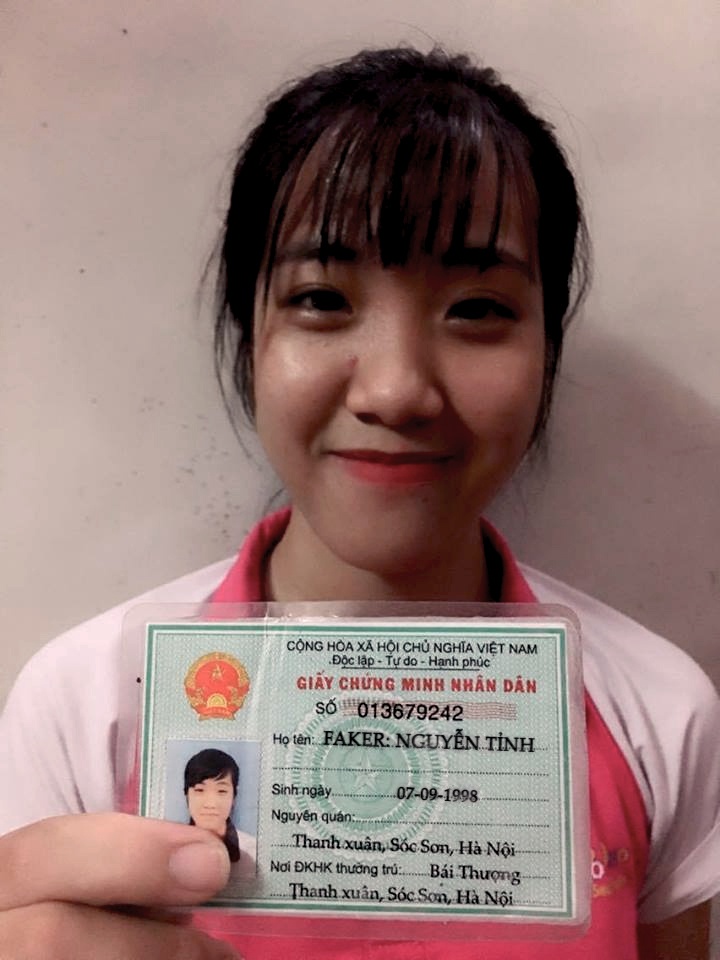 CỘNG HÒA XÃ HỘI CHỦ NGHĨA VIỆT NAM
Độc lập - Tự do - Hạnh phúc
GIẤY CHỨNG MINH NHÂN DÂN
SỐ 013679242
Họ tên: FAKER: NGUYỄN TỈNH
Sinh ngày 07-09-1998
Nguyên quán:
Thanh xuân, Sóc Sơn, Hà Nội
Nơi ĐKHK thường trú: Bái Thượng
Thanh xuân, Sóc Sơn, Hà Nội